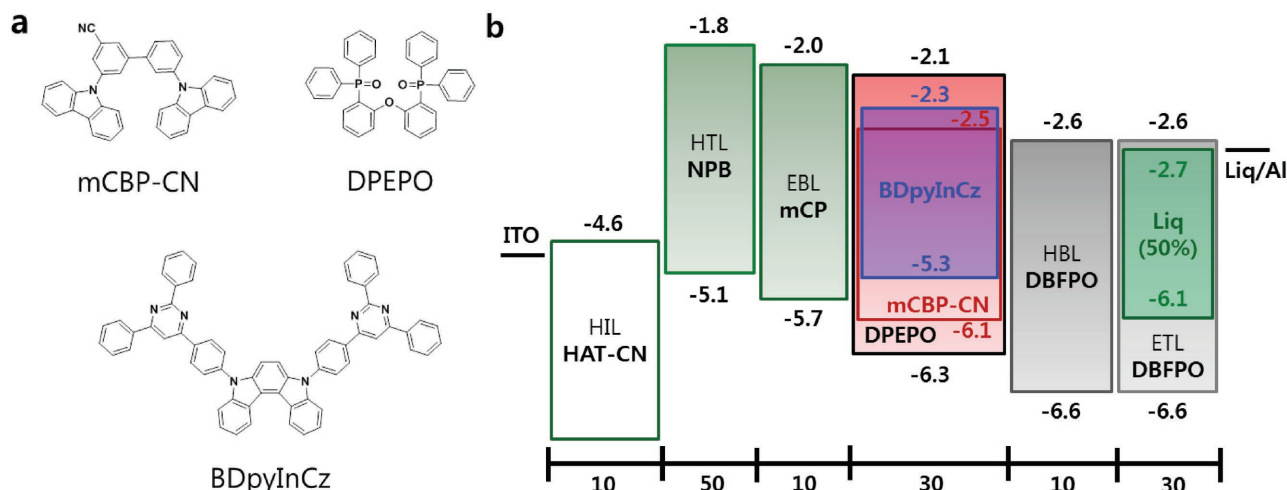 a
NC
N
N
mCBP-CN
P=O
O=P
O
DPEPO
N
N
N
N
N
N
BDpyInCz
b
ITO
-4.6
HIL
HAT-CN
-1.8
HTL
NPB
-5.1
-2.0
EBL
mCP
-5.7
-2.1
-2.3
-2.5
BDpyInCz
-5.3
mCBP-CN
DPEPO
-6.1
-6.3
-2.6
HBL
DBFPO
-6.6
-2.6
-2.7
Liq
(50%)
-6.1
ETL
DBFPO
-6.6
Liq/Al
10
50
10
30
10
30